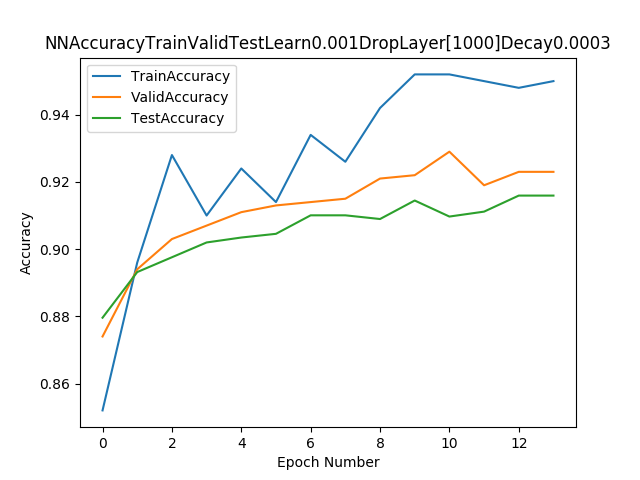 NNAccuracyTrainValidTestLearn0.001DropLayer[1000]Decay0.0003
TrainAccuracy
ValidAccuracy
TestAccuracy
0.94
0.92
0.90
0.88
0.86
Accuracy
0 2 4 6 8 10 12
Epoch Number